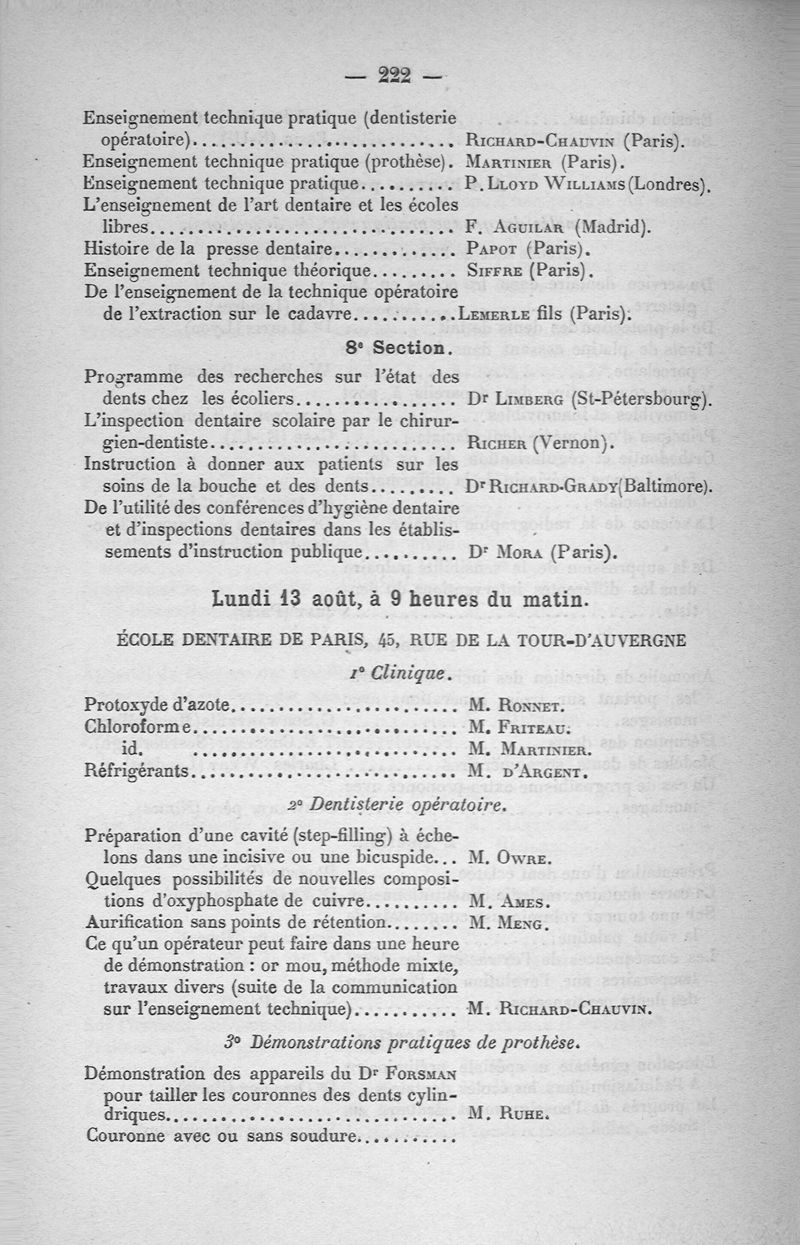 — 222 —
Enseignement technique pratique (dentisterie
opératoire)............................. RICHARD-CHAUVIN (Paris).
Enseignement technique pratique (prothèse). MARTINIER (Paris).
Enseignement technique pratique.......... P. LLOYD WILLIAMS (Londres).
L'enseignement de l'art dentaire et les écoles
libres................................ F. AGUILAR (Madrid).
Histoire de la presse dentaire............. PAPOT (Paris).
Enseignement technique théorique......... SIFFRE (Paris).
De l'enseignement de la technique opératoire
de l'extraction sur le cadavre...........LEMERLE fils (Paris).
8e Section.
Programme des recherches sur l'état des
dents chez les écoliers................. Dr LIMBERG (St-Pétersbourg).
L'inspection dentaire scolaire par le chirur-
gien-dentiste.......................... RICHER (Vernon).
Instruction à donner aux patients sur les
soins de la bouche et des dents......... Dr RICHARD-GRADY (Baltimore).
De l'utilité des conférences d'hygiène dentaire
et d'inspections dentaires dans les établis-
sements d'instruction publique.......... Dr MORA (Paris).
Lundi 13 août, à 9 heures du matin.
ÉCOLE DENTAIRE DE PARIS, 45, RUE DE LA TOUR-D'AUVERGNE
1° Clinique.
Protoxyde d'azote........................ M. RONNET.
Chloroforme............................ M. FRITEAU.
id. ............................ M. MARTINIER.
Réfrigérants............................ M. D'ARGENT.
2° Dentisterie opératoire.
Préparation d'une cavité (step-filling) à éche-
lons dans une incisive ou une bicuspide... M. OWRE.
Quelques possibilités de nouvelles composi-
tions d'oxyphosphate de cuivre.......... M. AMES.
Aurification sans points de rétention........ M. MENG.
Ce qu'un opérateur peut faire dans une heure
de démonstration : or mou, méthode mixte,
travaux divers (suite de la communication
sur l'enseignement technique)........... M. RICHARD-CHAUVIN.
3° Démonstrations pratiques de prothèse.
Démonstration des appareils du Dr FORSMAN
pour tailler les couronnes des dents cylin-
driques............................... M. RUHE.
Couronne avec ou sans soudure...........